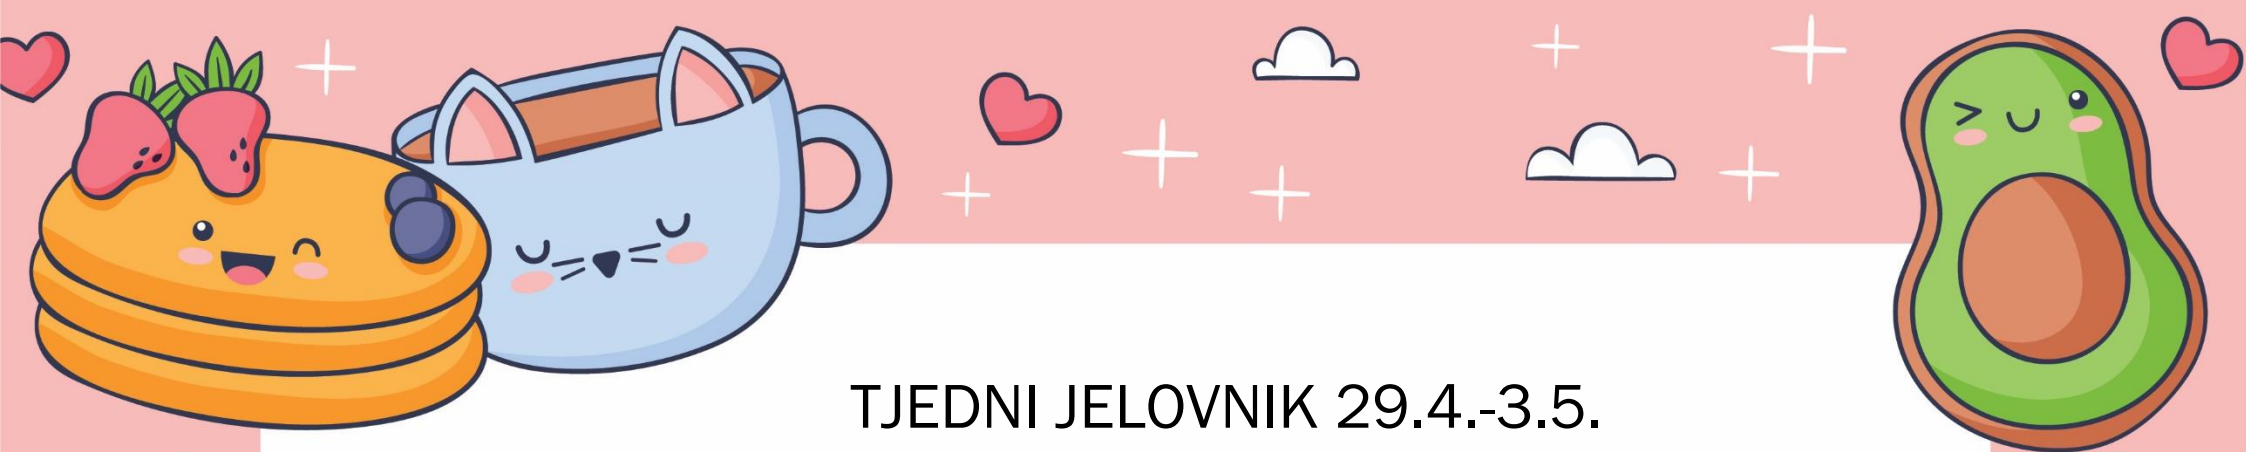 TJEDNI JELOVNIK 29.4.-3.5.